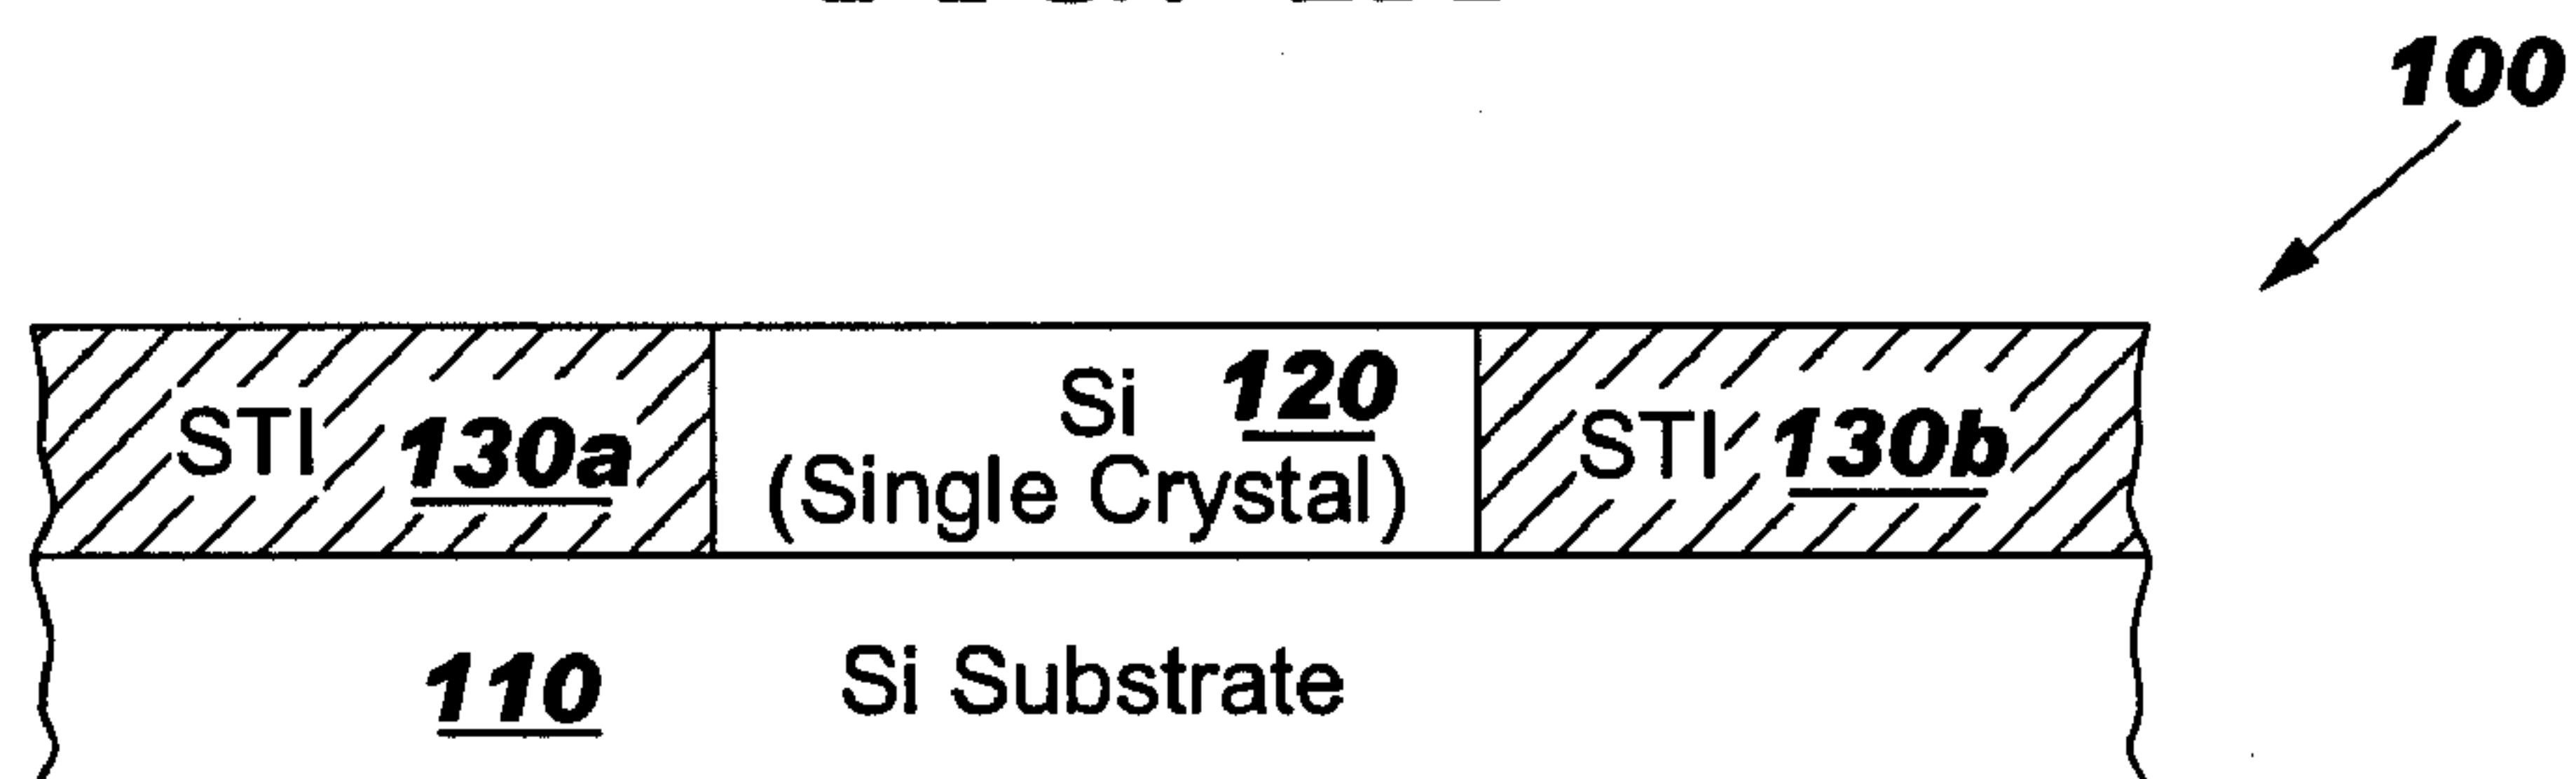 100
Si 120
STI 130a (Single Crystal) STI 130b
110 Si Substrate